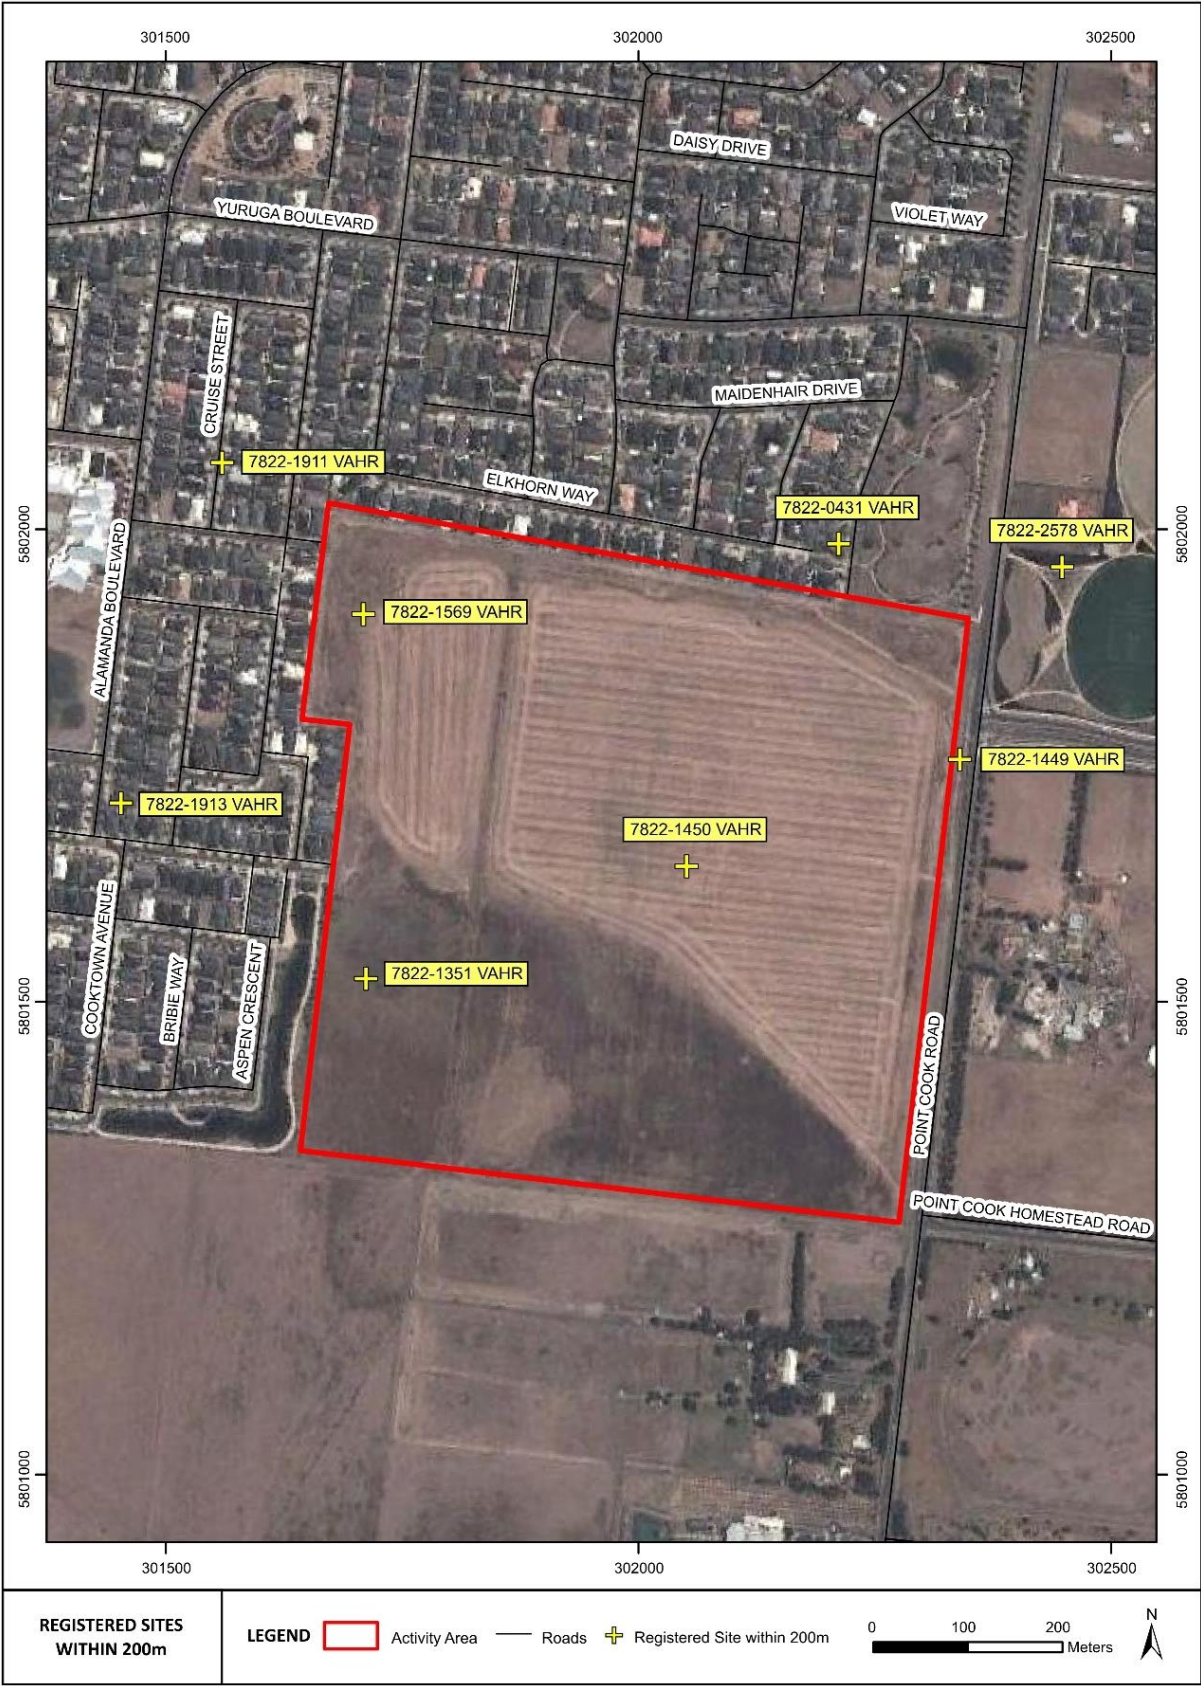 301500
302000
302500
DAISY DRIVE
YURUGA BOULEVARD
VIOLET WAY
CRUISE STREET
MAIDENHAIR DRIVE
7822-1911 VAHR
ELKHORN WAY
7822-0431 VAHR
7822-2578 VAHR
5802000
5802000
ALAMANDA BOULEVARD
7822-1569 VAHR
7822-1449 VAHR
7822-1913 VAHR
7822-1450 VAHR
COOKTOWN AVENUE
BRIBIE WAY
ASPEN CRESCENT
7822-1351 VAHR
5801500
5801500
POINT COOK ROAD
POINT COOK HOMESTEAD ROAD
5801000
5801000
301500
302000
302500
REGISTERED SITES
WITHIN 200m
LEGEND
Activity Area
Roads
Registered Site within 200m
0
100
200
Meters
N